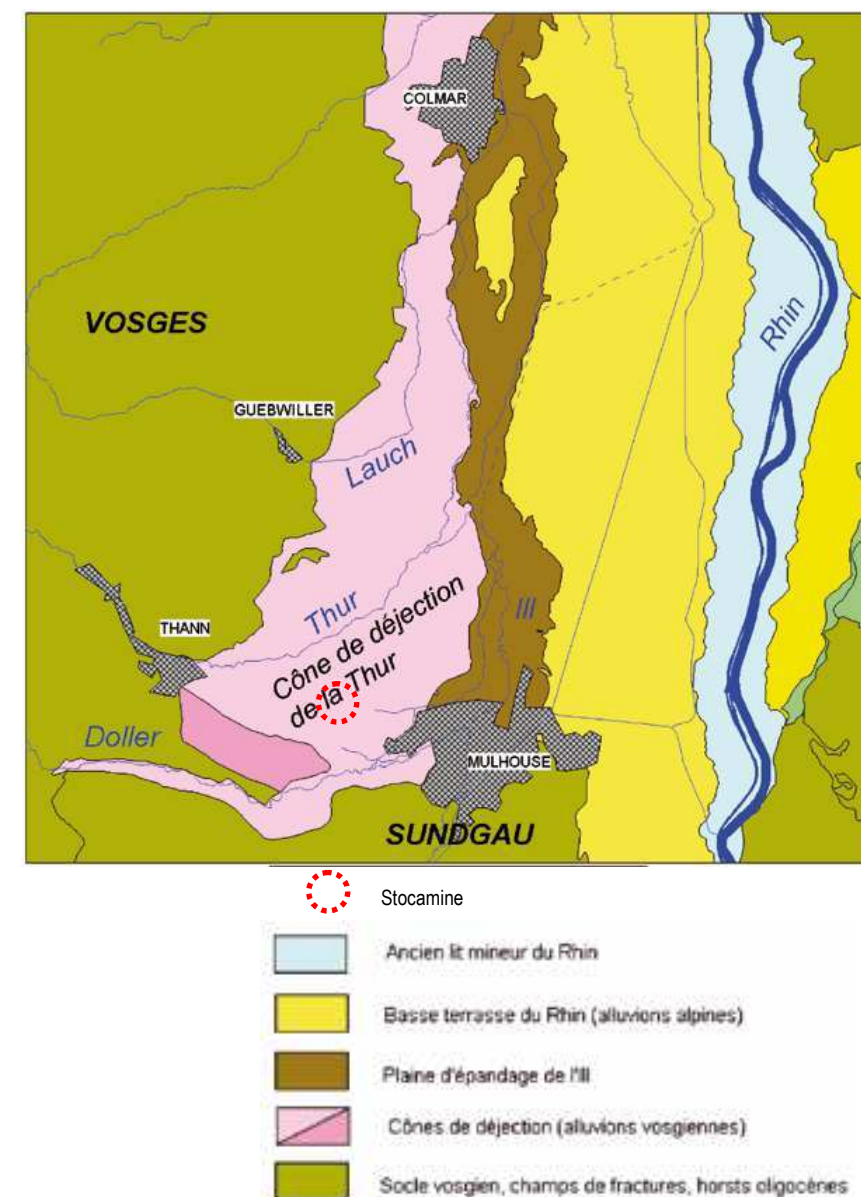 COLMAR
VOSGES
Rhin
GUEBWILLER
Lauch
Thur
Ill
THANN
Cône de déjection
de la Thur
Doller
MULHOUSE
SUNDGAU
Stocamine
Ancien lit mineur du Rhin
Basse terrasse du Rhin (alluvions alpines)
Plaine d'épandage de l'Ill
Cônes de déjection (alluvions vosgiennes)
Socle vosgien, champs de fractures, horsts oligocènes